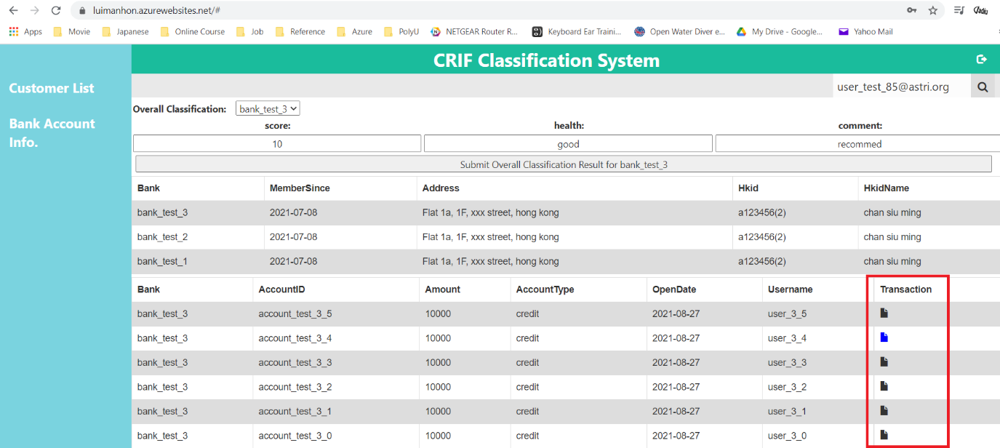 luimanhon.azurewebsites.net/#
Apps Movie Japanese Online Course Job Reference Azure PolyU NETGEAR Router R... Keyboard Ear Traini... Open Water Diver e... My Drive - Google... Yahoo Mail
CRIF Classification System
Customer List
Bank Account
Info.
user_test_85@astri.org
Overall Classification: bank_test_3
score: health: comment:
10 good recommed
Submit Overall Classification Result for bank_test_3
Bank MemberSince Address Hkid HkidName
bank_test_3 2021-07-08 Flat 1a, 1F, xxx street, hong kong a123456(2) chan siu ming
bank_test_2 2021-07-08 Flat 1a, 1F, xxx street, hong kong a123456(2) chan siu ming
bank_test_1 2021-07-08 Flat 1a, 1F, xxx street, hong kong a123456(2) chan siu ming
Bank AccountID Amount AccountType OpenDate Username Transaction
bank_test_3 account_test_3_5 10000 credit 2021-08-27 user_3_5
bank_test_3 account_test_3_4 10000 credit 2021-08-27 user_3_4
bank_test_3 account_test_3_3 10000 credit 2021-08-27 user_3_3
bank_test_3 account_test_3_2 10000 credit 2021-08-27 user_3_2
bank_test_3 account_test_3_1 10000 credit 2021-08-27 user_3_1
bank_test_3 account_test_3_0 10000 credit 2021-08-27 user_3_0